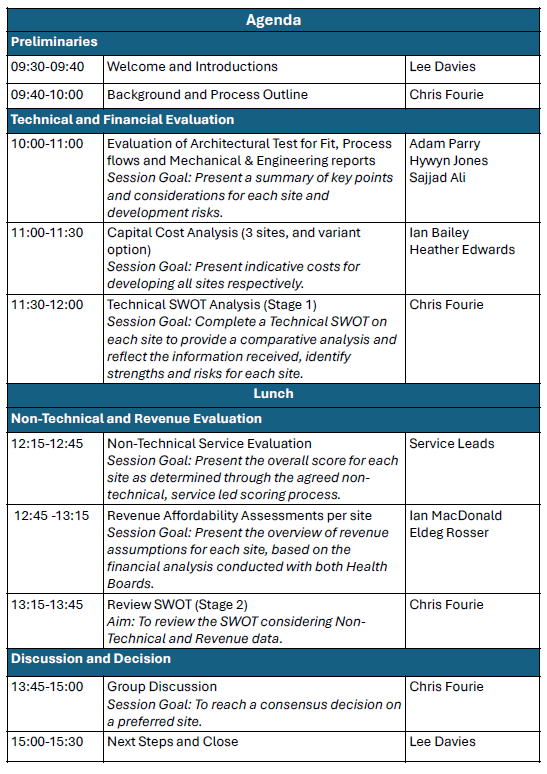 Agenda
Preliminaries
09:30-09:40 Welcome and Introductions Lee Davies
09:40-10:00 Background and Process Outline Chris Fourie
Technical and Financial Evaluation
10:00-11:00 Evaluation of Architectural Test for Fit, Process Adam Parry
flows and Mechanical & Engineering reports Hywyn Jones
Session Goal: Present a summary of key points Sajjad Ali
and considerations for each site and
development risks.
11:00-11:30 Capital Cost Analysis (3 sites, and variant Ian Bailey
option) Heather Edwards
Session Goal: Present indicative costs for
developing all sites respectively.
11:30-12:00 Technical SWOT Analysis (Stage 1) Chris Fourie
Session Goal: Complete a Technical SWOT on
each site to provide a comparative analysis and
reflect the information received, identify
strengths and risks for each site.
Lunch
Non-Technical and Revenue Evaluation
12:15-12:45 Non-Technical Service Evaluation Service Leads
Session Goal: Present the overall score for each
site as determined through the agreed non-
technical, service led scoring process.
12:45 -13:15 Revenue Affordability Assessments per site Ian MacDonald
Session Goal: Present the overview of revenue Eldeg Rosser
assumptions for each site, based on the
financial analysis conducted with both Health
Boards.
13:15-13:45 Review SWOT (Stage 2) Chris Fourie
Aim: To review the SWOT considering Non-
Technical and Revenue data.
Discussion and Decision
13:45-15:00 Group Discussion Chris Fourie
Session Goal: To reach a consensus decision on
a preferred site.
15:00-15:30 Next Steps and Close Lee Davies